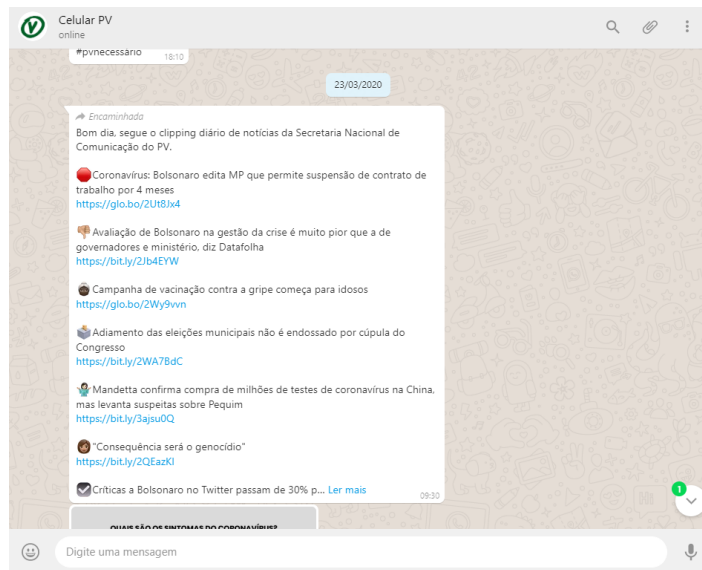 Celular PV
online
#pvnecessário
18:10
23/03/2020
Encaminhada
Bom dia, segue o clipping diário de notícias da Secretaria Nacional de
Comunicação do PV.
Coronavírus: Bolsonaro edita MP que permite suspensão de contrato de
trabalho por 4 meses
https://glo.bo/2Ut8Jx4
Avaliação de Bolsonaro na gestão da crise é muito pior que a de
governadores e ministério, diz Datafolha
https://bit.ly/2Jb4EYW
Campanha de vacinação contra a gripe começa para idosos
https://glo.bo/2Wy9vvn
Adiamento das eleições municipais não é endossado por cúpula do
Congresso
https://bit.ly/2WA7BdC
Mandetta confirma compra de milhões de testes de coronavírus na China,
mas levanta suspeitas sobre Pequim
https://bit.ly/3ajsu0Q
"Consequência será o genocídio"
https://bit.ly/2QEazKl
Críticas a Bolsonaro no Twitter passam de 30% p... Ler mais
09:30
1
QUAIS SÃO OS SINTOMAS DO CORONAVÍRUS?
Digite uma mensagem